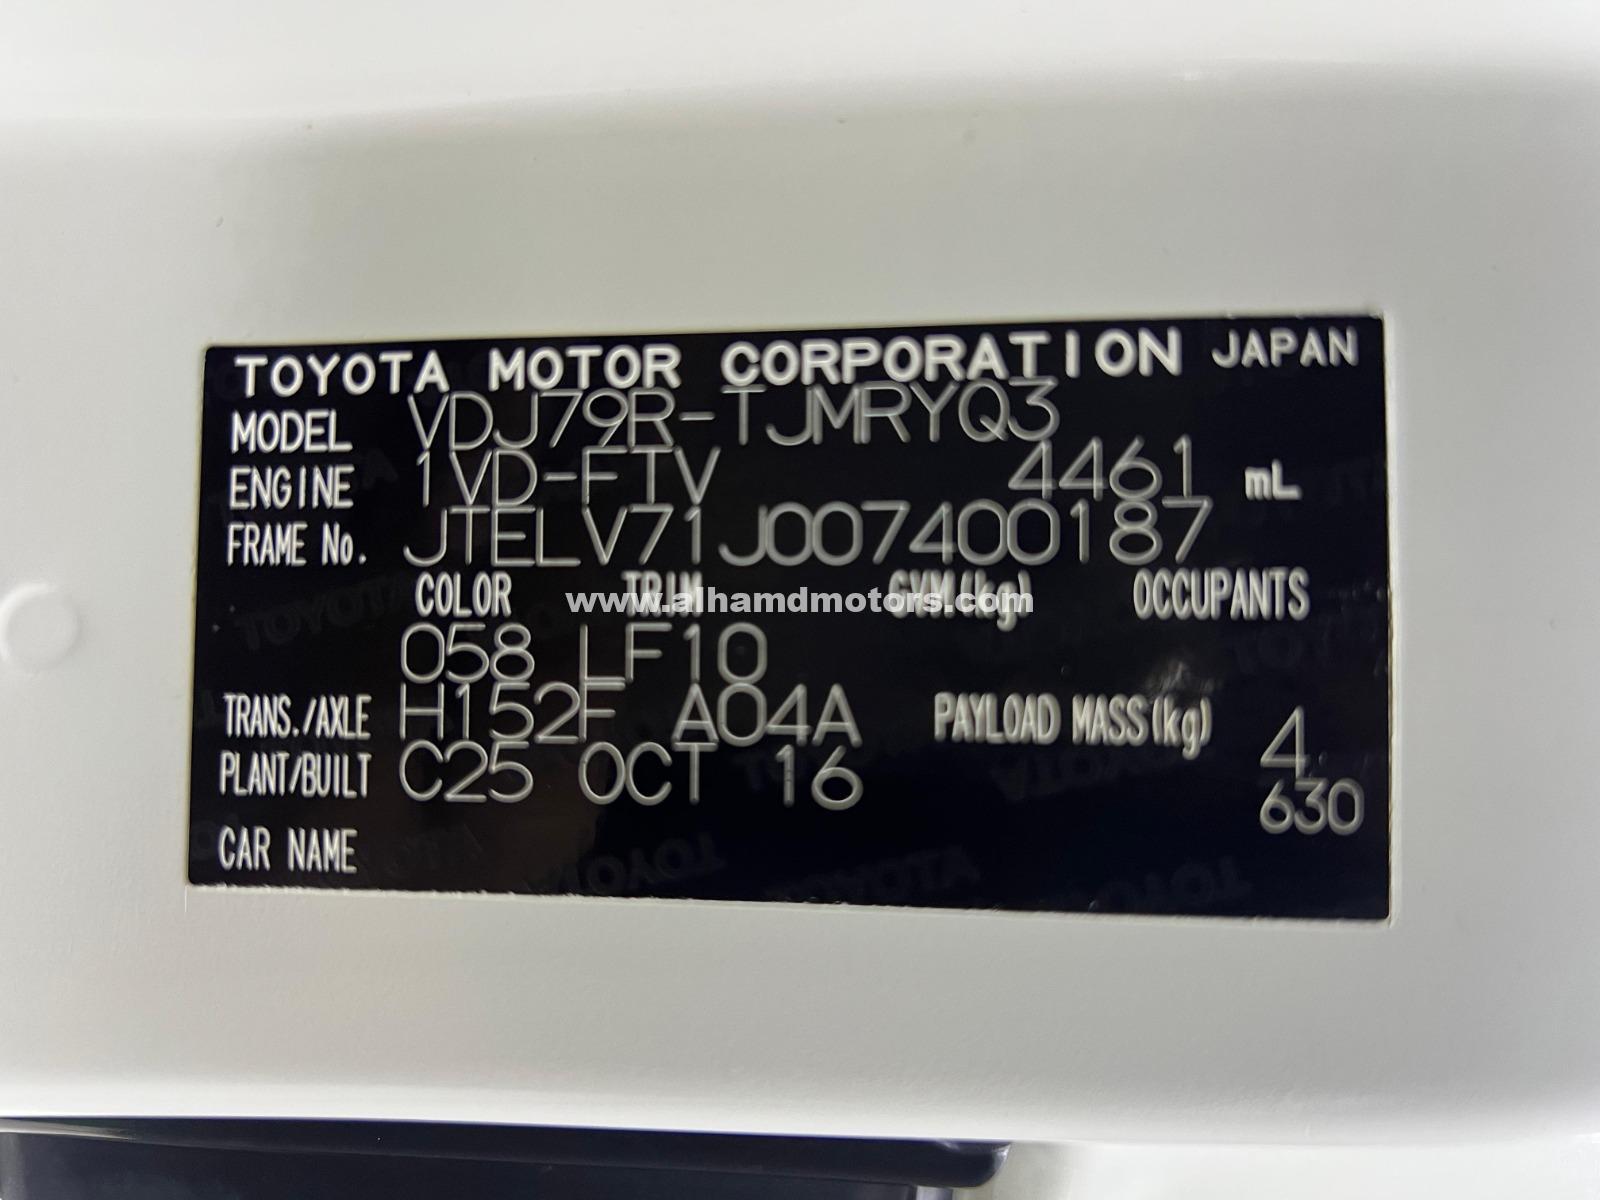 TOYOTA MOTOR CORPORATION JAPAN
MODEL VDJ79R-TJMRYQ3
ENGINE 1VD-FTV 4461 mL
FRAME No. JTELV71J007400187
COLOR TRIM GVM(kg) OCCUPANTS
www.alhamdmotors.com
058 LF10
TRANS./AXLE H152F A04A PAYLOAD MASS(kg) 4
PLANT/BUILT C25 OCT 16
630
CAR NAME